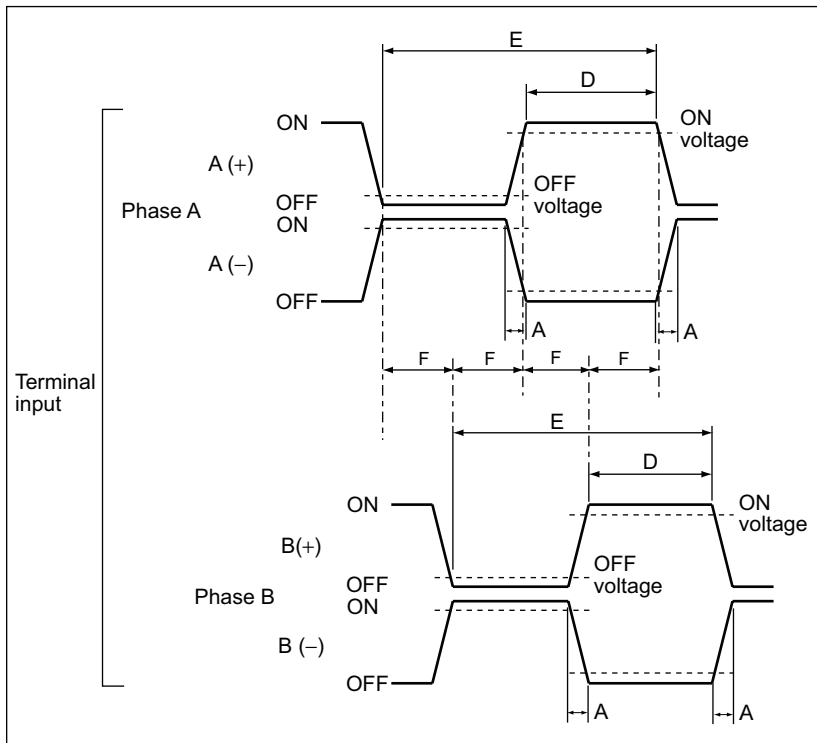 E
D
ON
ON
voltage
A (+)
OFF
OFF
voltage
Phase A
ON
A (−)
OFF
A
A
F
F
F
F
Terminal
input
E
D
ON
ON
voltage
B(+)
OFF
OFF
voltage
Phase B
ON
B (−)
OFF
A
A